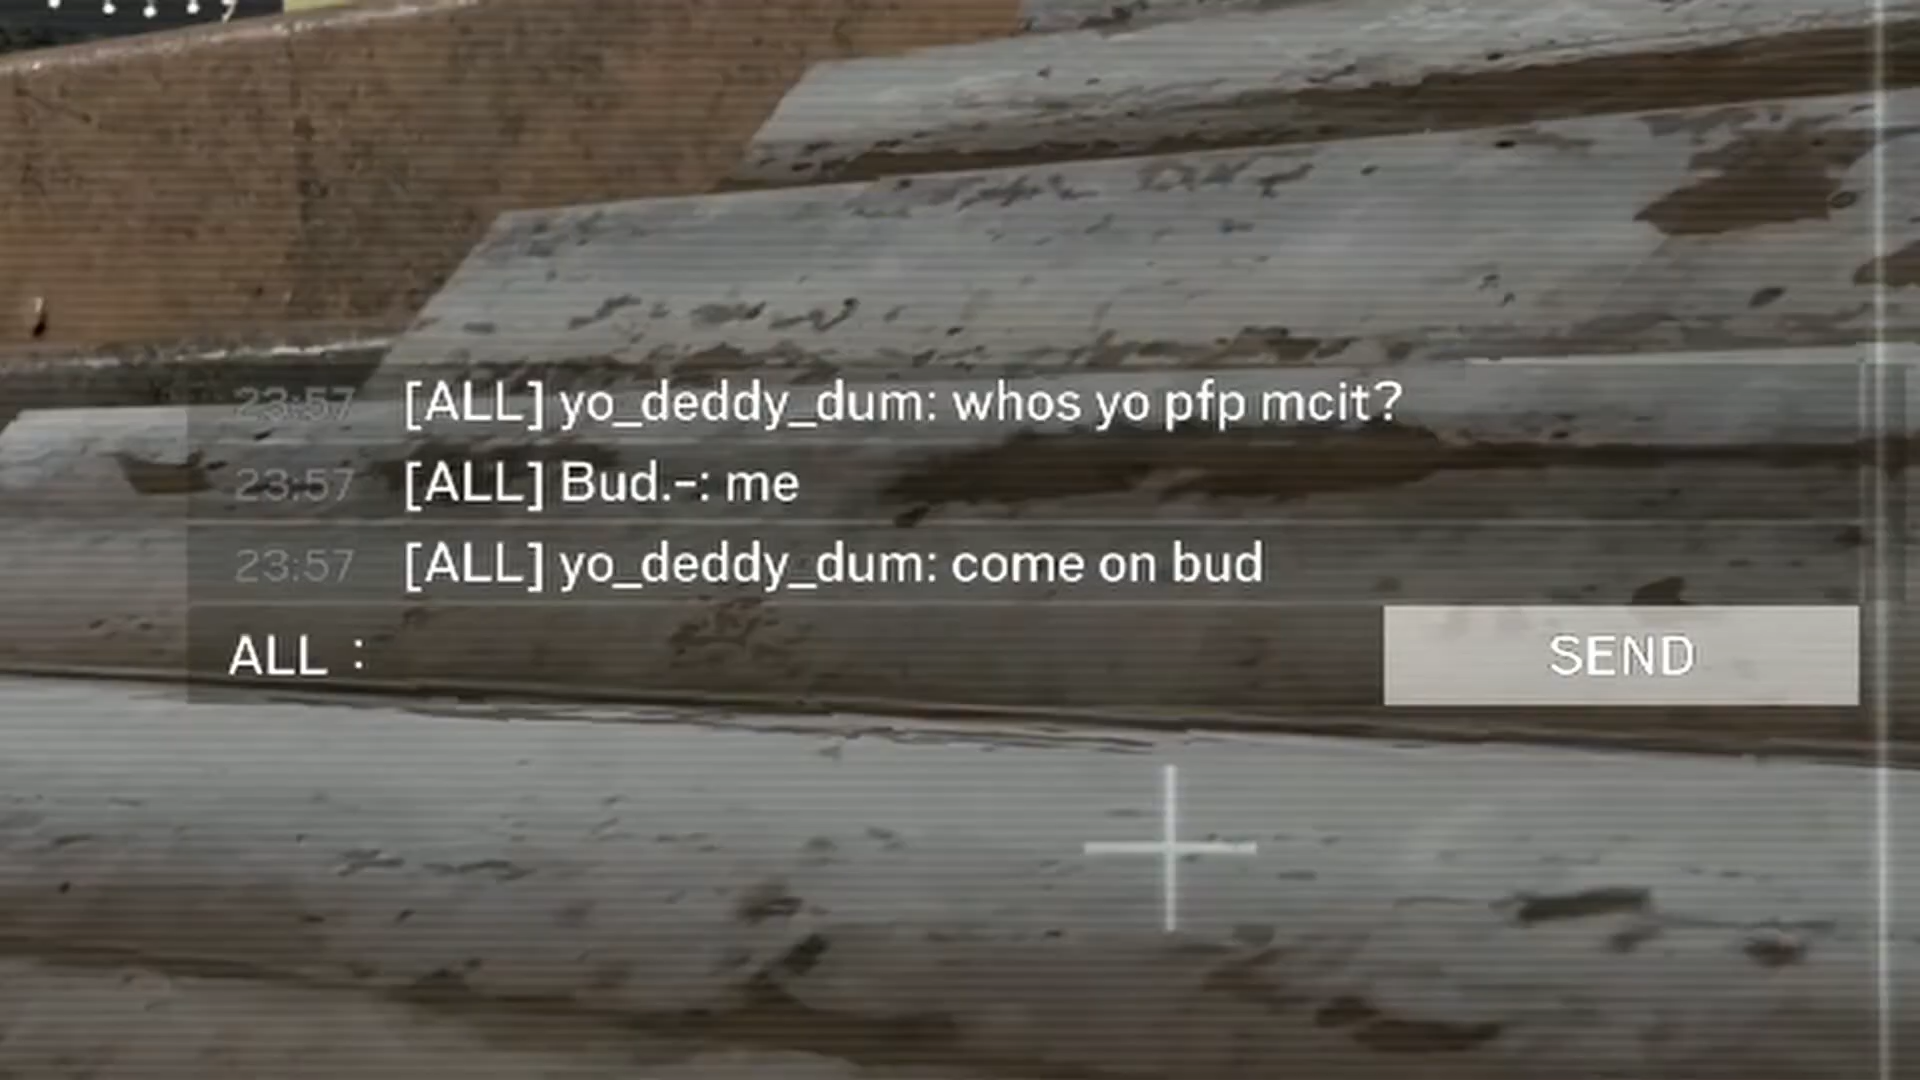 23:57 [ALL] yo_deddy_dum: whos yo pfp mcit?
23:57 [ALL] Bud.-: me
23:57 [ALL] yo_deddy_dum: come on bud
ALL :
SEND